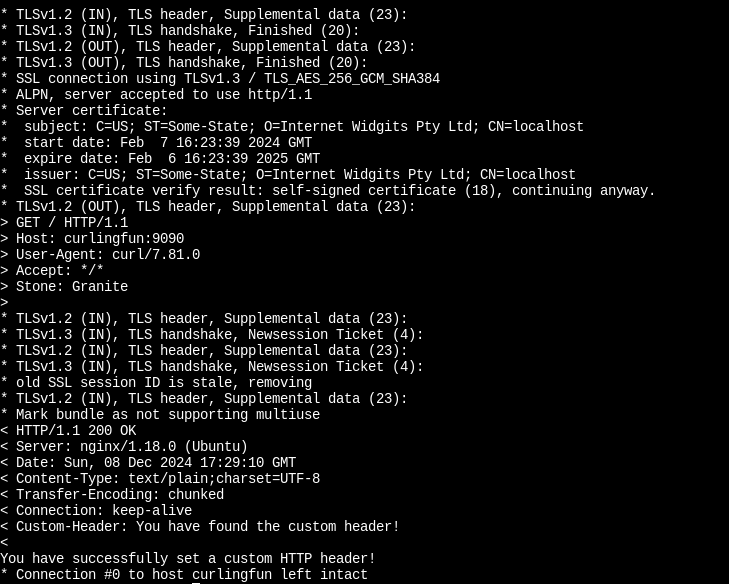 * TLSv1.2 (IN), TLS header, Supplemental data (23):
* TLSv1.3 (IN), TLS handshake, Finished (20):
* TLSv1.2 (OUT), TLS header, Supplemental data (23):
* TLSv1.3 (OUT), TLS handshake, Finished (20):
* SSL connection using TLSv1.3 / TLS_AES_256_GCM_SHA384
* ALPN, server accepted to use http/1.1
* Server certificate:
*  subject: C=US; ST=Some-State; O=Internet Widgits Pty Ltd; CN=localhost
*  start date: Feb  7 16:23:39 2024 GMT
*  expire date: Feb  6 16:23:39 2025 GMT
*  issuer: C=US; ST=Some-State; O=Internet Widgits Pty Ltd; CN=localhost
*  SSL certificate verify result: self-signed certificate (18), continuing anyway.
* TLSv1.2 (OUT), TLS header, Supplemental data (23):
> GET / HTTP/1.1
> Host: curlingfun:9090
> User-Agent: curl/7.81.0
> Accept: */*
> Stone: Granite
>
* TLSv1.2 (IN), TLS header, Supplemental data (23):
* TLSv1.3 (IN), TLS handshake, Newsession Ticket (4):
* TLSv1.2 (IN), TLS header, Supplemental data (23):
* TLSv1.3 (IN), TLS handshake, Newsession Ticket (4):
* old SSL session ID is stale, removing
* TLSv1.2 (IN), TLS header, Supplemental data (23):
* Mark bundle as not supporting multiuse
< HTTP/1.1 200 OK
< Server: nginx/1.18.0 (Ubuntu)
< Date: Sun, 08 Dec 2024 17:29:10 GMT
< Content-Type: text/plain;charset=UTF-8
< Transfer-Encoding: chunked
< Connection: keep-alive
< Custom-Header: You have found the custom header!
<
You have successfully set a custom HTTP header!
* Connection #0 to host curlingfun left intact